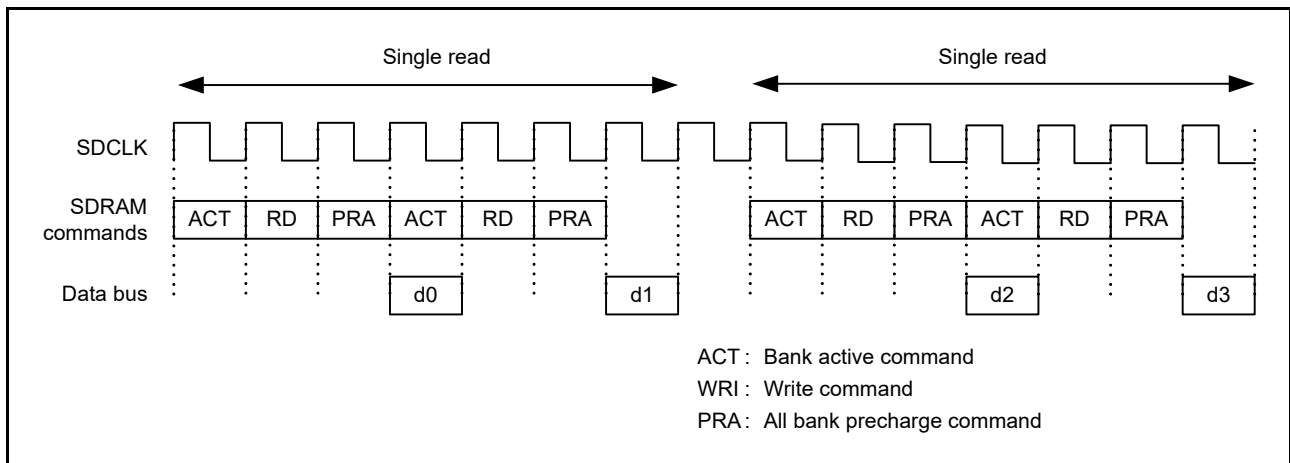 Single read Single read
SDCLK
SDRAM
commands
ACT RD PRA ACT RD PRA ACT RD PRA ACT RD PRA
Data bus d0 d1 d2 d3
ACT : Bank active command
WRI : Write command
PRA : All bank precharge command